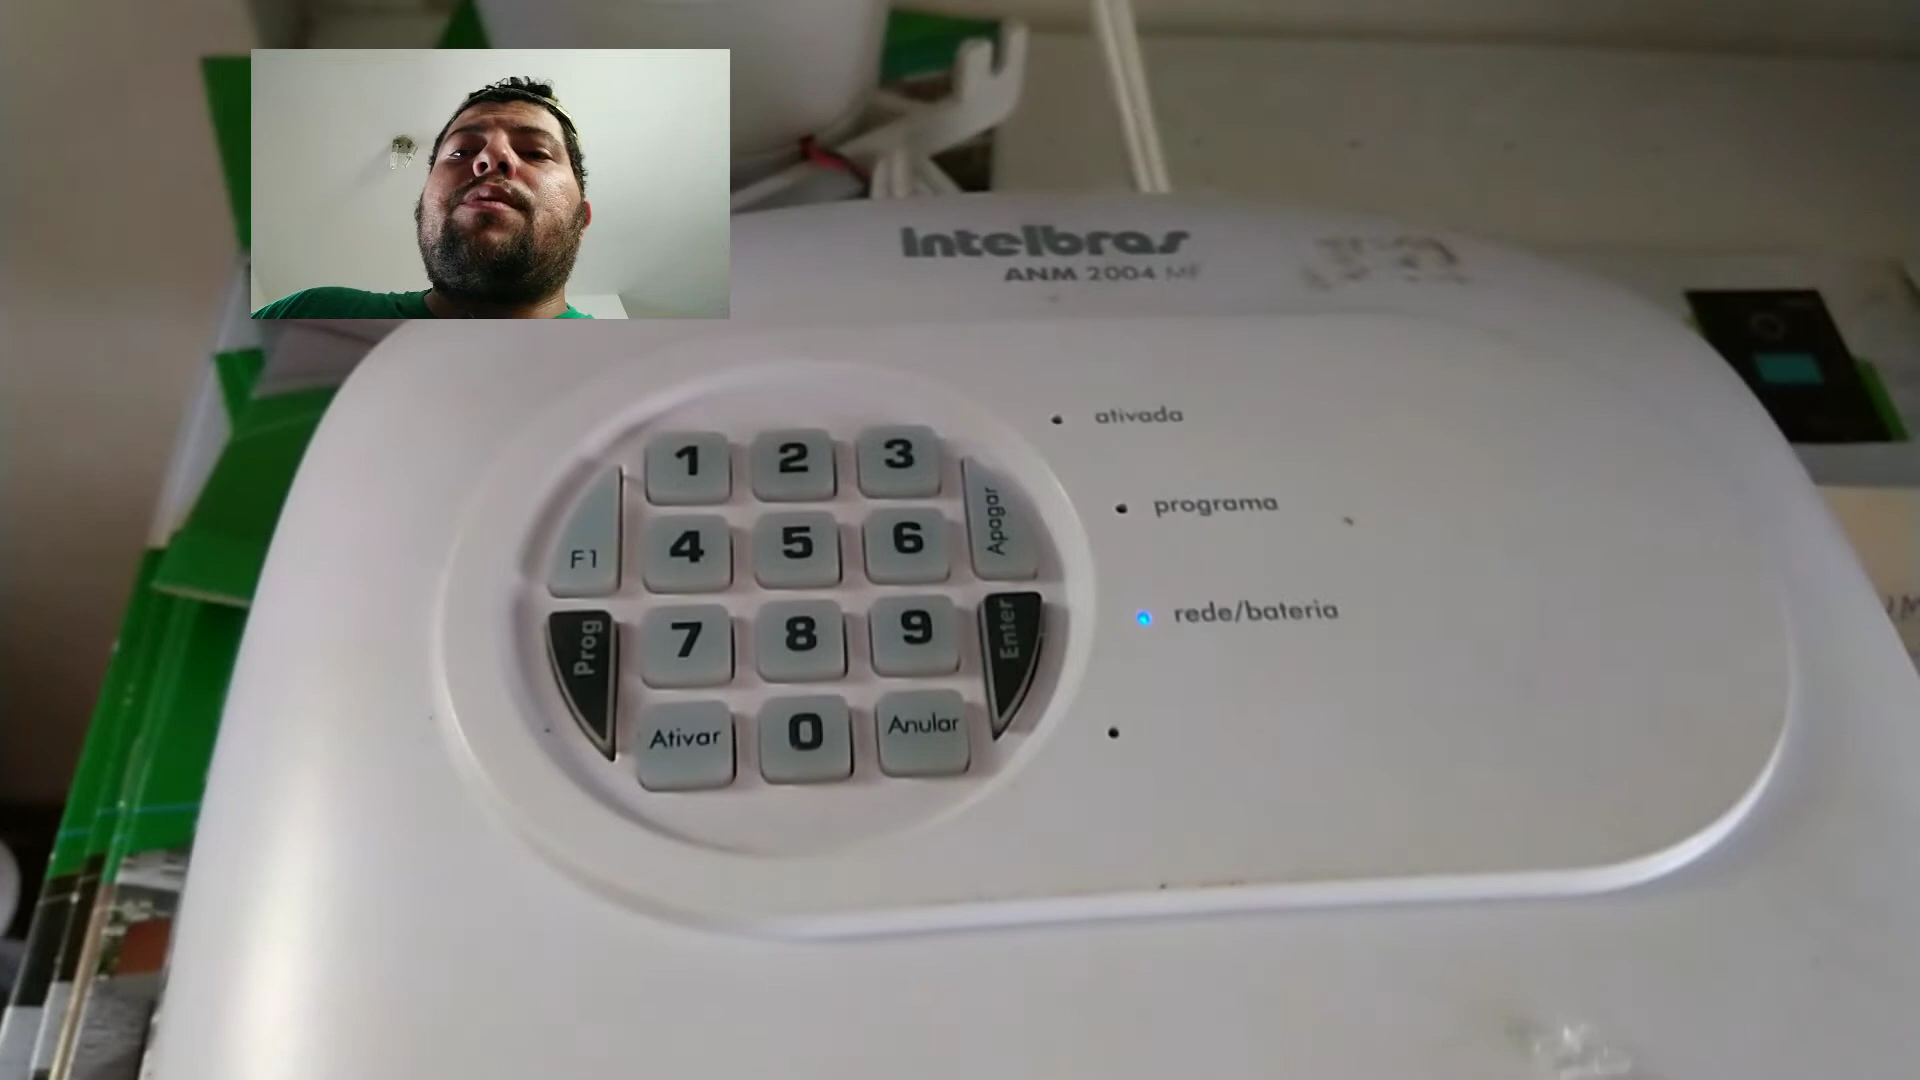 intelbras
ANM 2004 MF
ativada
programa
rede/bateria
1 2 3
F1 4 5 6 Apagar
Prog 7 8 9 Enter
Ativar 0 Anular